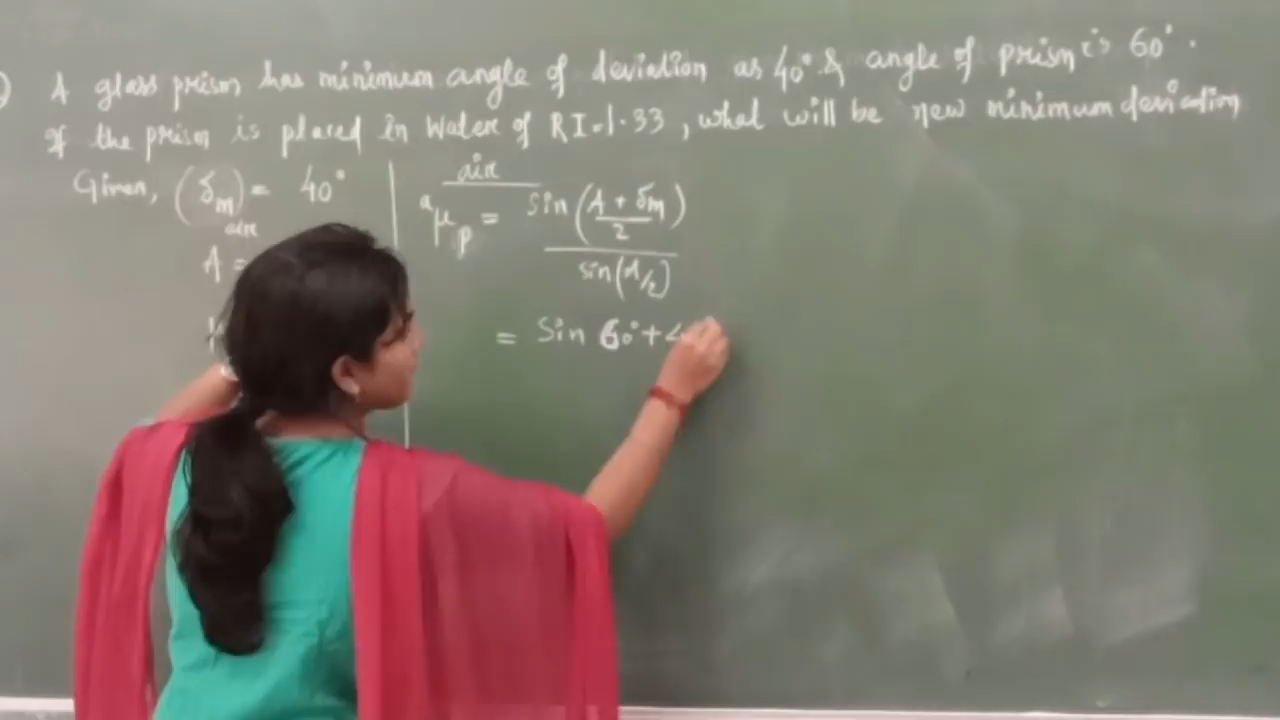 A glass prism has minimum angle of deviation as 40° & angle of prism is 60°.
If the prism is placed in Water of RI=1.33, what will be new minimum deviation
Given, (δm)air = 40°
A =
air
aμp = sin((A + δm)/2) / sin(A/2)
= Sin 60° +